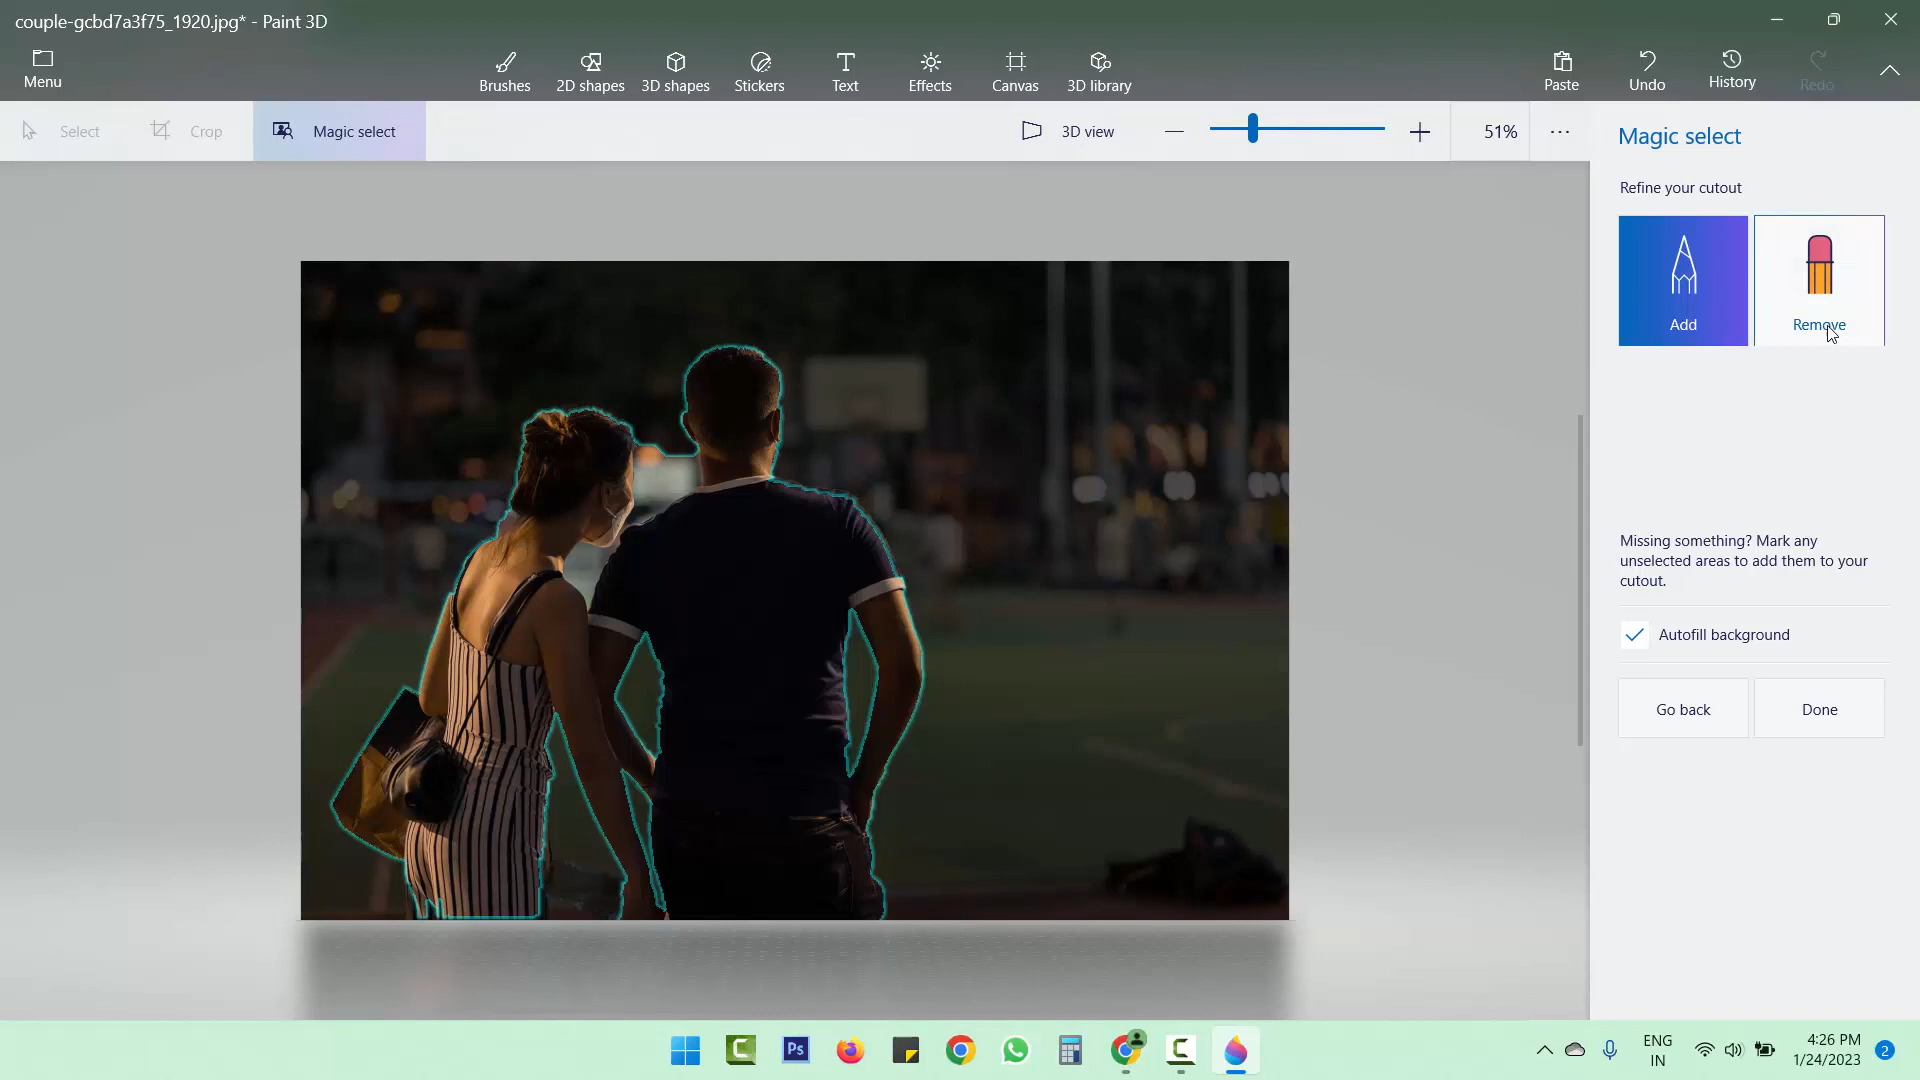 couple-gcbd7a3f75_1920.jpg* - Paint 3D
Menu
Brushes
2D shapes
3D shapes
Stickers
Text
Effects
Canvas
3D library
Paste
Undo
History
Redo
Select
Crop
Magic select
3D view
51%
Magic select
Refine your cutout
Add
Remove
Missing something? Mark any
unselected areas to add them to your
cutout.
Autofill background
Go back
Done
Ps
ENG
IN
4:26 PM
1/24/2023
2